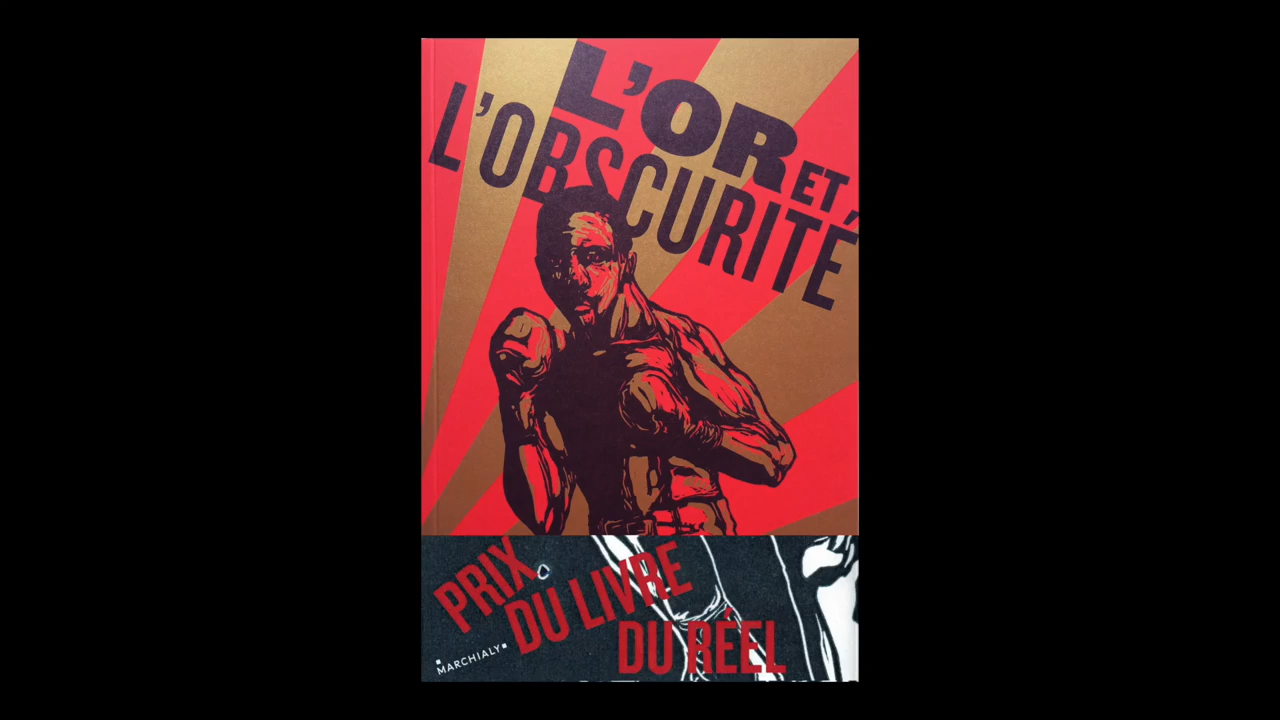 L'OR ET
L'OBSCURITÉ
PRIX
DU LIVRE
DU RÉEL
MARCHIALY